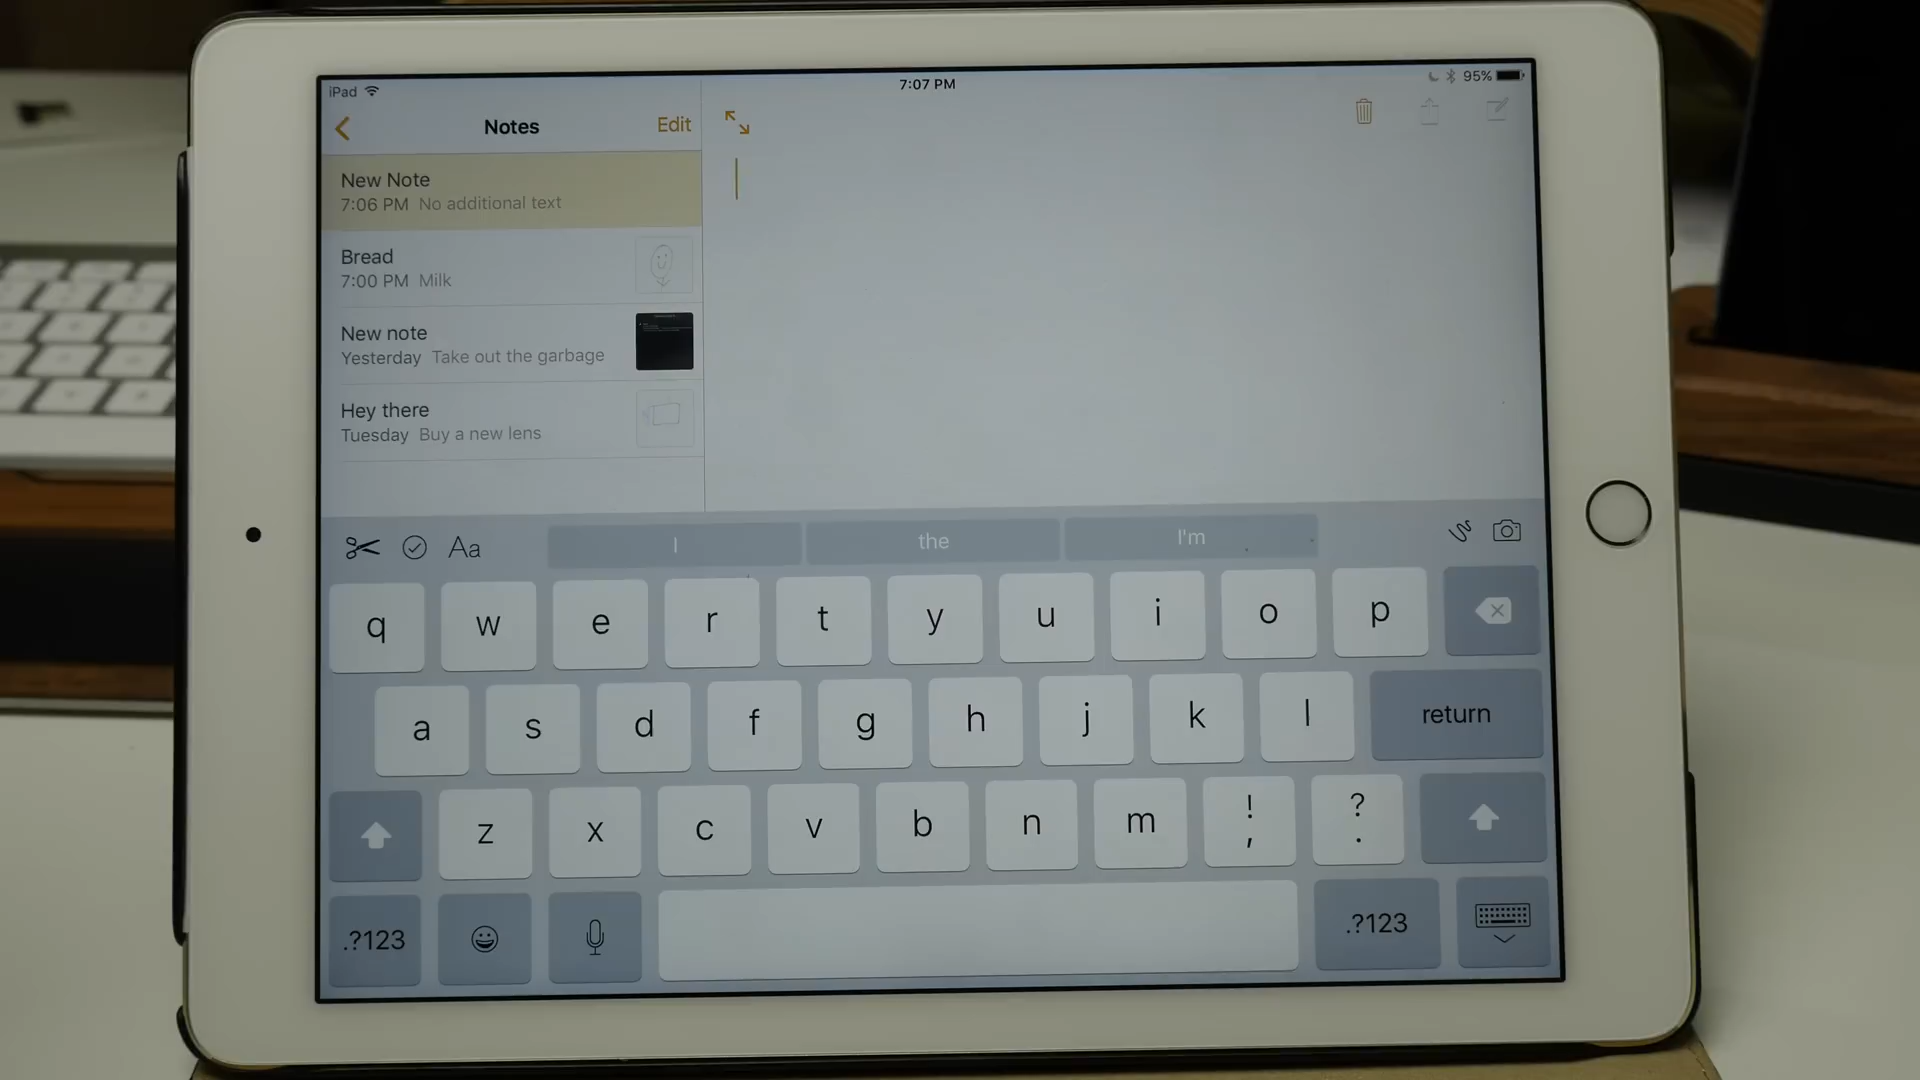 iPad
7:07 PM
95%
Notes
Edit
New Note
7:06 PM No additional text
Bread
7:00 PM Milk
New note
Yesterday Take out the garbage
Hey there
Tuesday Buy a new lens
Aa
I
the
I'm
q w e r t y u i o p
a s d f g h j k l return
z x c v b n m ! , ? .
.?123
.?123